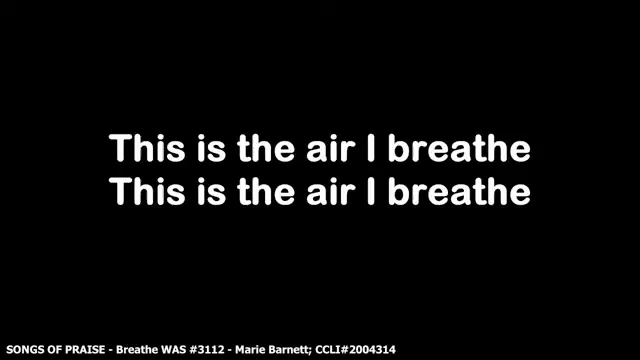 This is the air I breathe
This is the air I breathe
SONGS OF PRAISE - Breathe WAS #3112 - Marie Barnett; CCLI#2004314